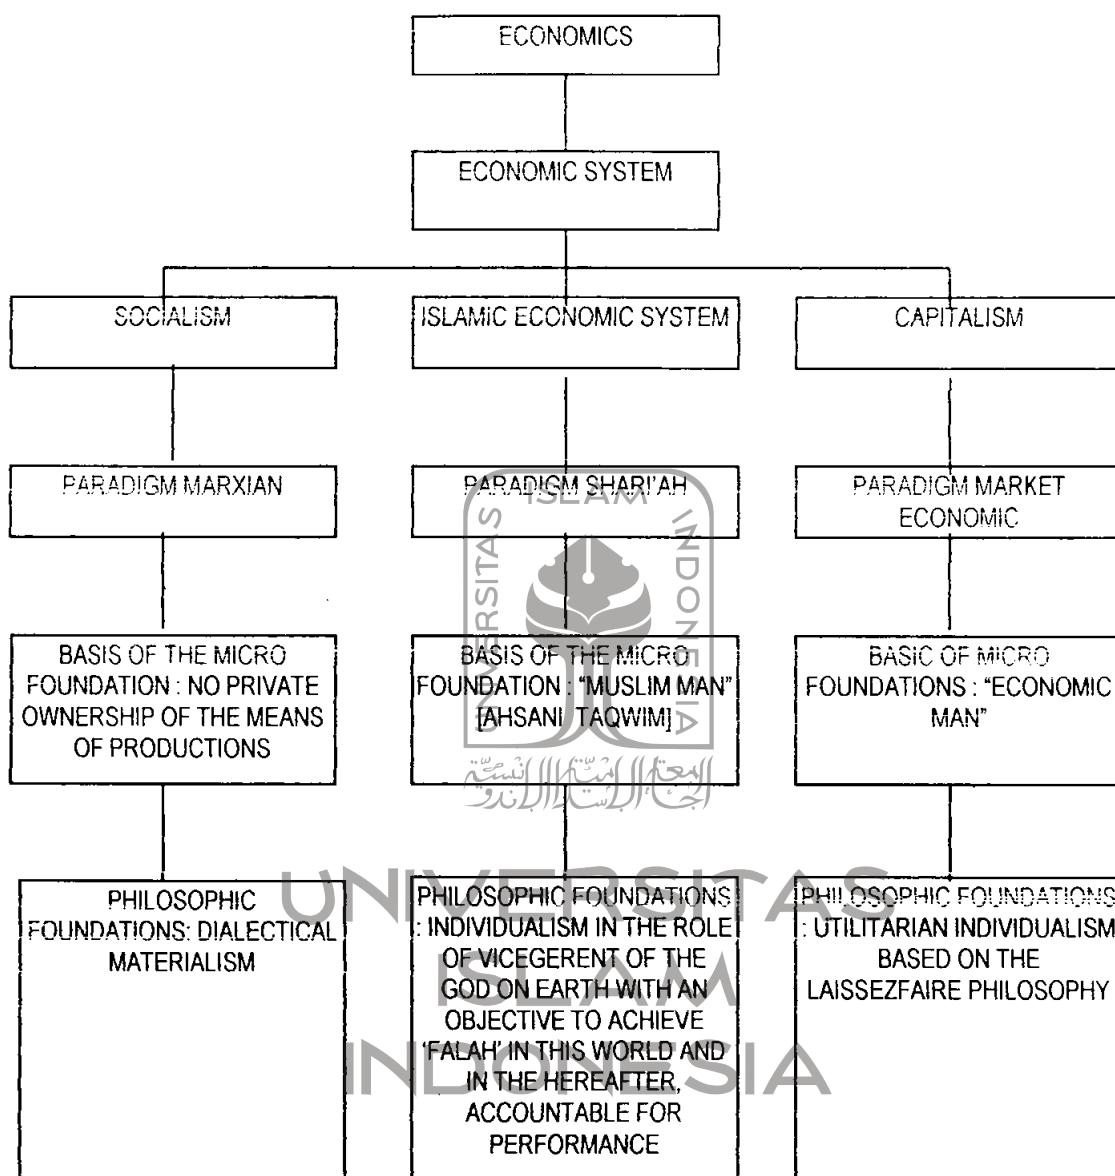 ECONOMICS
ECONOMIC SYSTEM
SOCIALISM
ISLAMIC ECONOMIC SYSTEM
CAPITALISM
PARADIGM MARXIAN
PARADIGM SHARI'AH
PARADIGM MARKET
ECONOMIC
BASIS OF THE MICRO
FOUNDATION : NO PRIVATE
OWNERSHIP OF THE MEANS
OF PRODUCTIONS
BASIS OF THE MICRO
FOUNDATION : "MUSLIM MAN"
[AHSANI TAQWIM]
BASIC OF MICRO
FOUNDATIONS : "ECONOMIC
MAN"
PHILOSOPHIC
FOUNDATIONS: DIALECTICAL
MATERIALISM
PHILOSOPHIC FOUNDATIONS
: INDIVIDUALISM IN THE ROLE
OF VICEGERENT OF THE
GOD ON EARTH WITH AN
OBJECTIVE TO ACHIEVE
'FALAH' IN THIS WORLD AND
IN THE HEREAFTER,
ACCOUNTABLE FOR
PERFORMANCE
PHILOSOPHIC FOUNDATIONS
: UTILITARIAN INDIVIDUALISM
BASED ON THE
LAISSEZFAIRE PHILOSOPHY
UNIVERSITAS
ISLAM
INDONESIA
UNIVERSITAS
ISLAM
INDONESIA